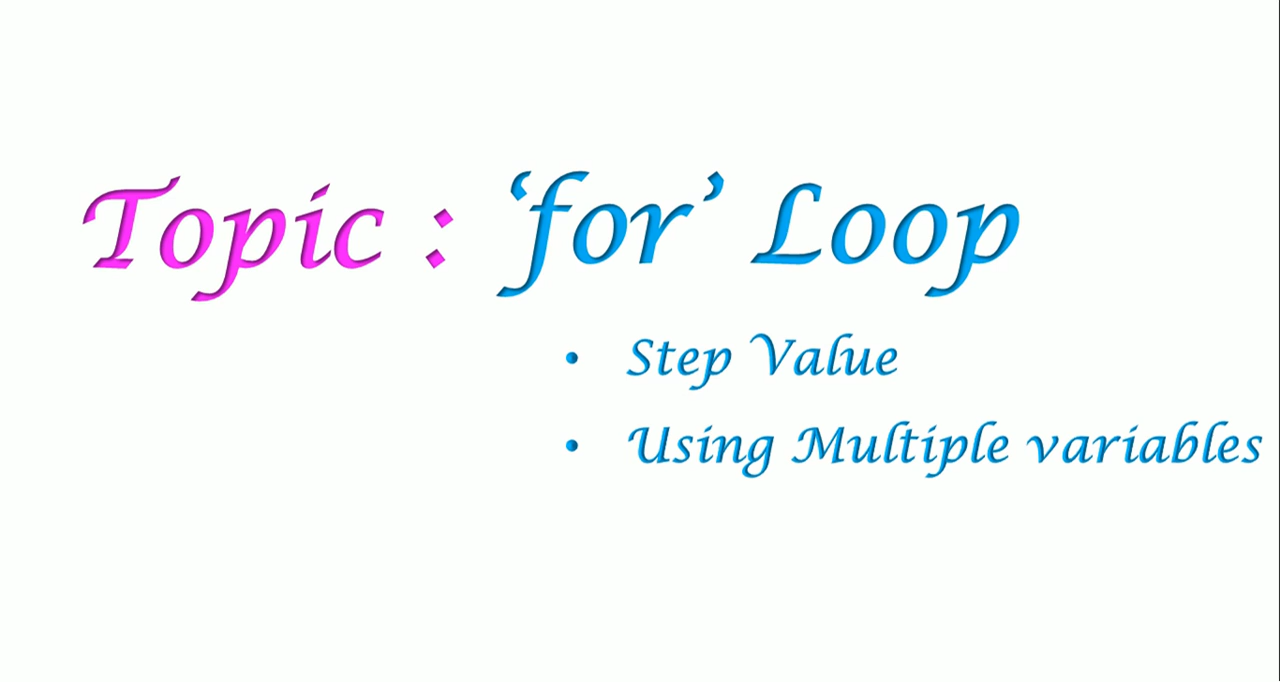 Topic : ‘for’ Loop
• Step Value
• Using Multiple variables